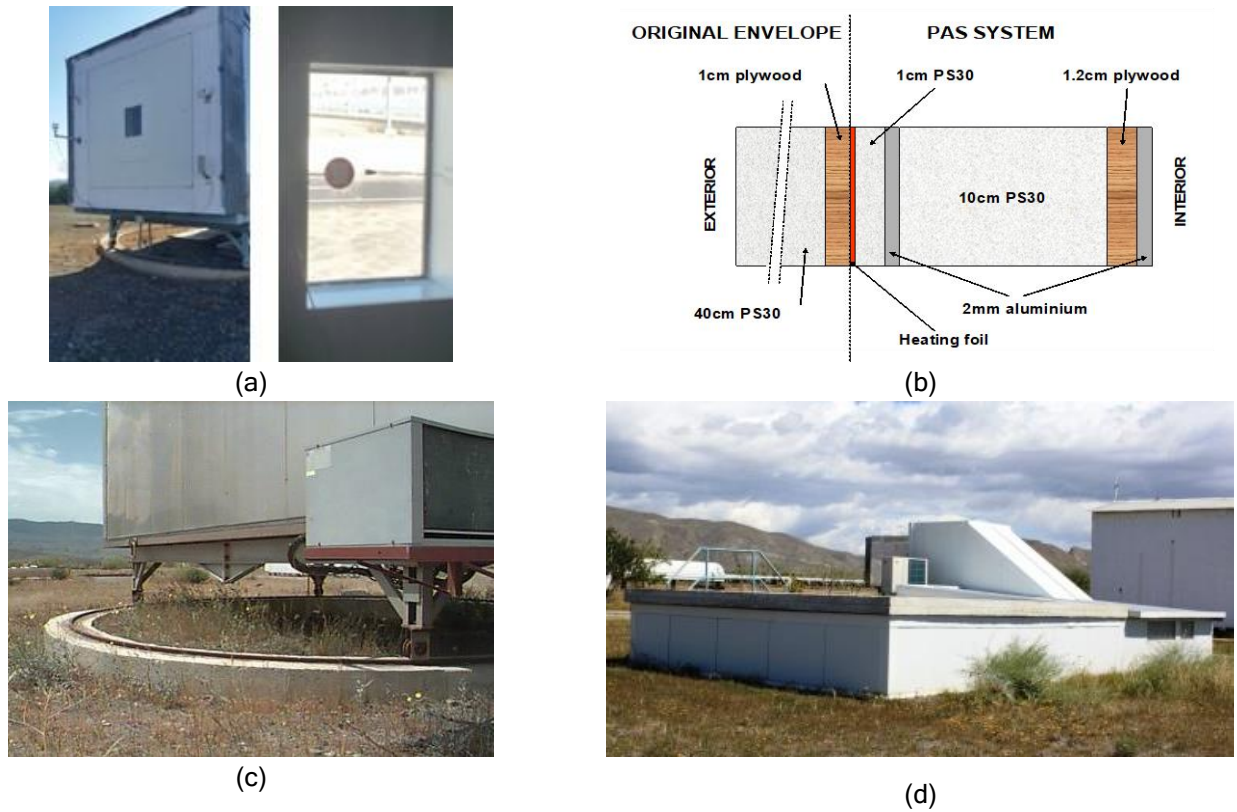 ORIGINAL ENVELOPE
PAS SYSTEM
1cm plywood
1cm PS30
1.2cm plywood
EXTERIOR
10cm PS30
INTERIOR
40cm PS30
2mm aluminium
Heating foil
(a)
(b)
(c)
(d)